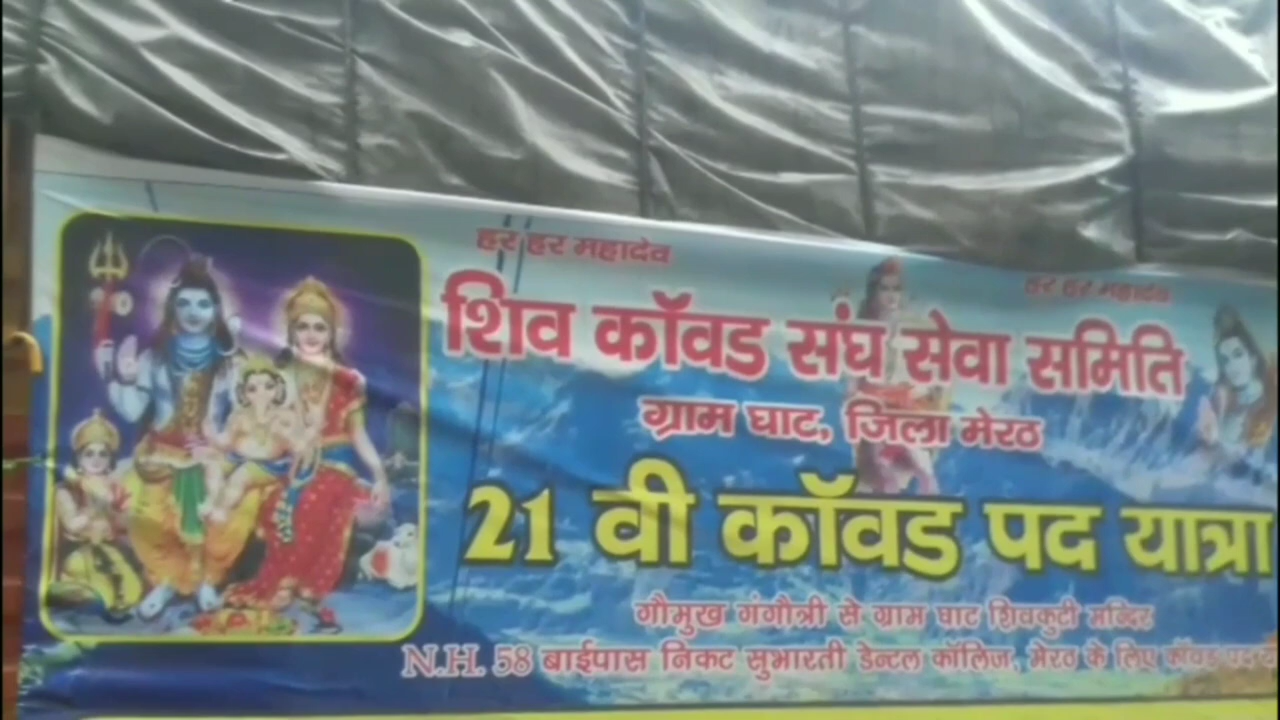 हर हर महादेव
हर हर महादेव
शिव कॉवड संघ सेवा समिति
ग्राम घाट, जिला मेरठ
21 वी कॉवड पद यात्रा
गौमुख गंगौत्री से ग्राम घाट शिवकुटी मन्दिर
N.H. 58 बाईपास निकट सुभारती डेन्टल कॉलिज, मेरठ के लिए कॉवड